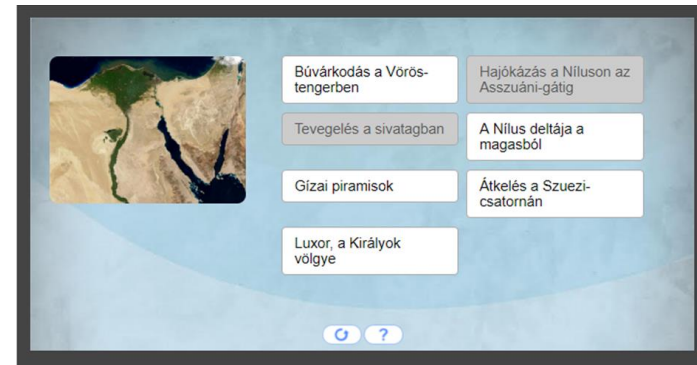 Búvárkodás a Vörös-
tengerben
Hajókázás a Níluson az
Asszuáni-gátig
Tevegelés a sivatagban
A Nílus deltája a
magasból
Gízai piramisok
Átkelés a Szuezi-
csatornán
Luxor, a Királyok
völgye
?